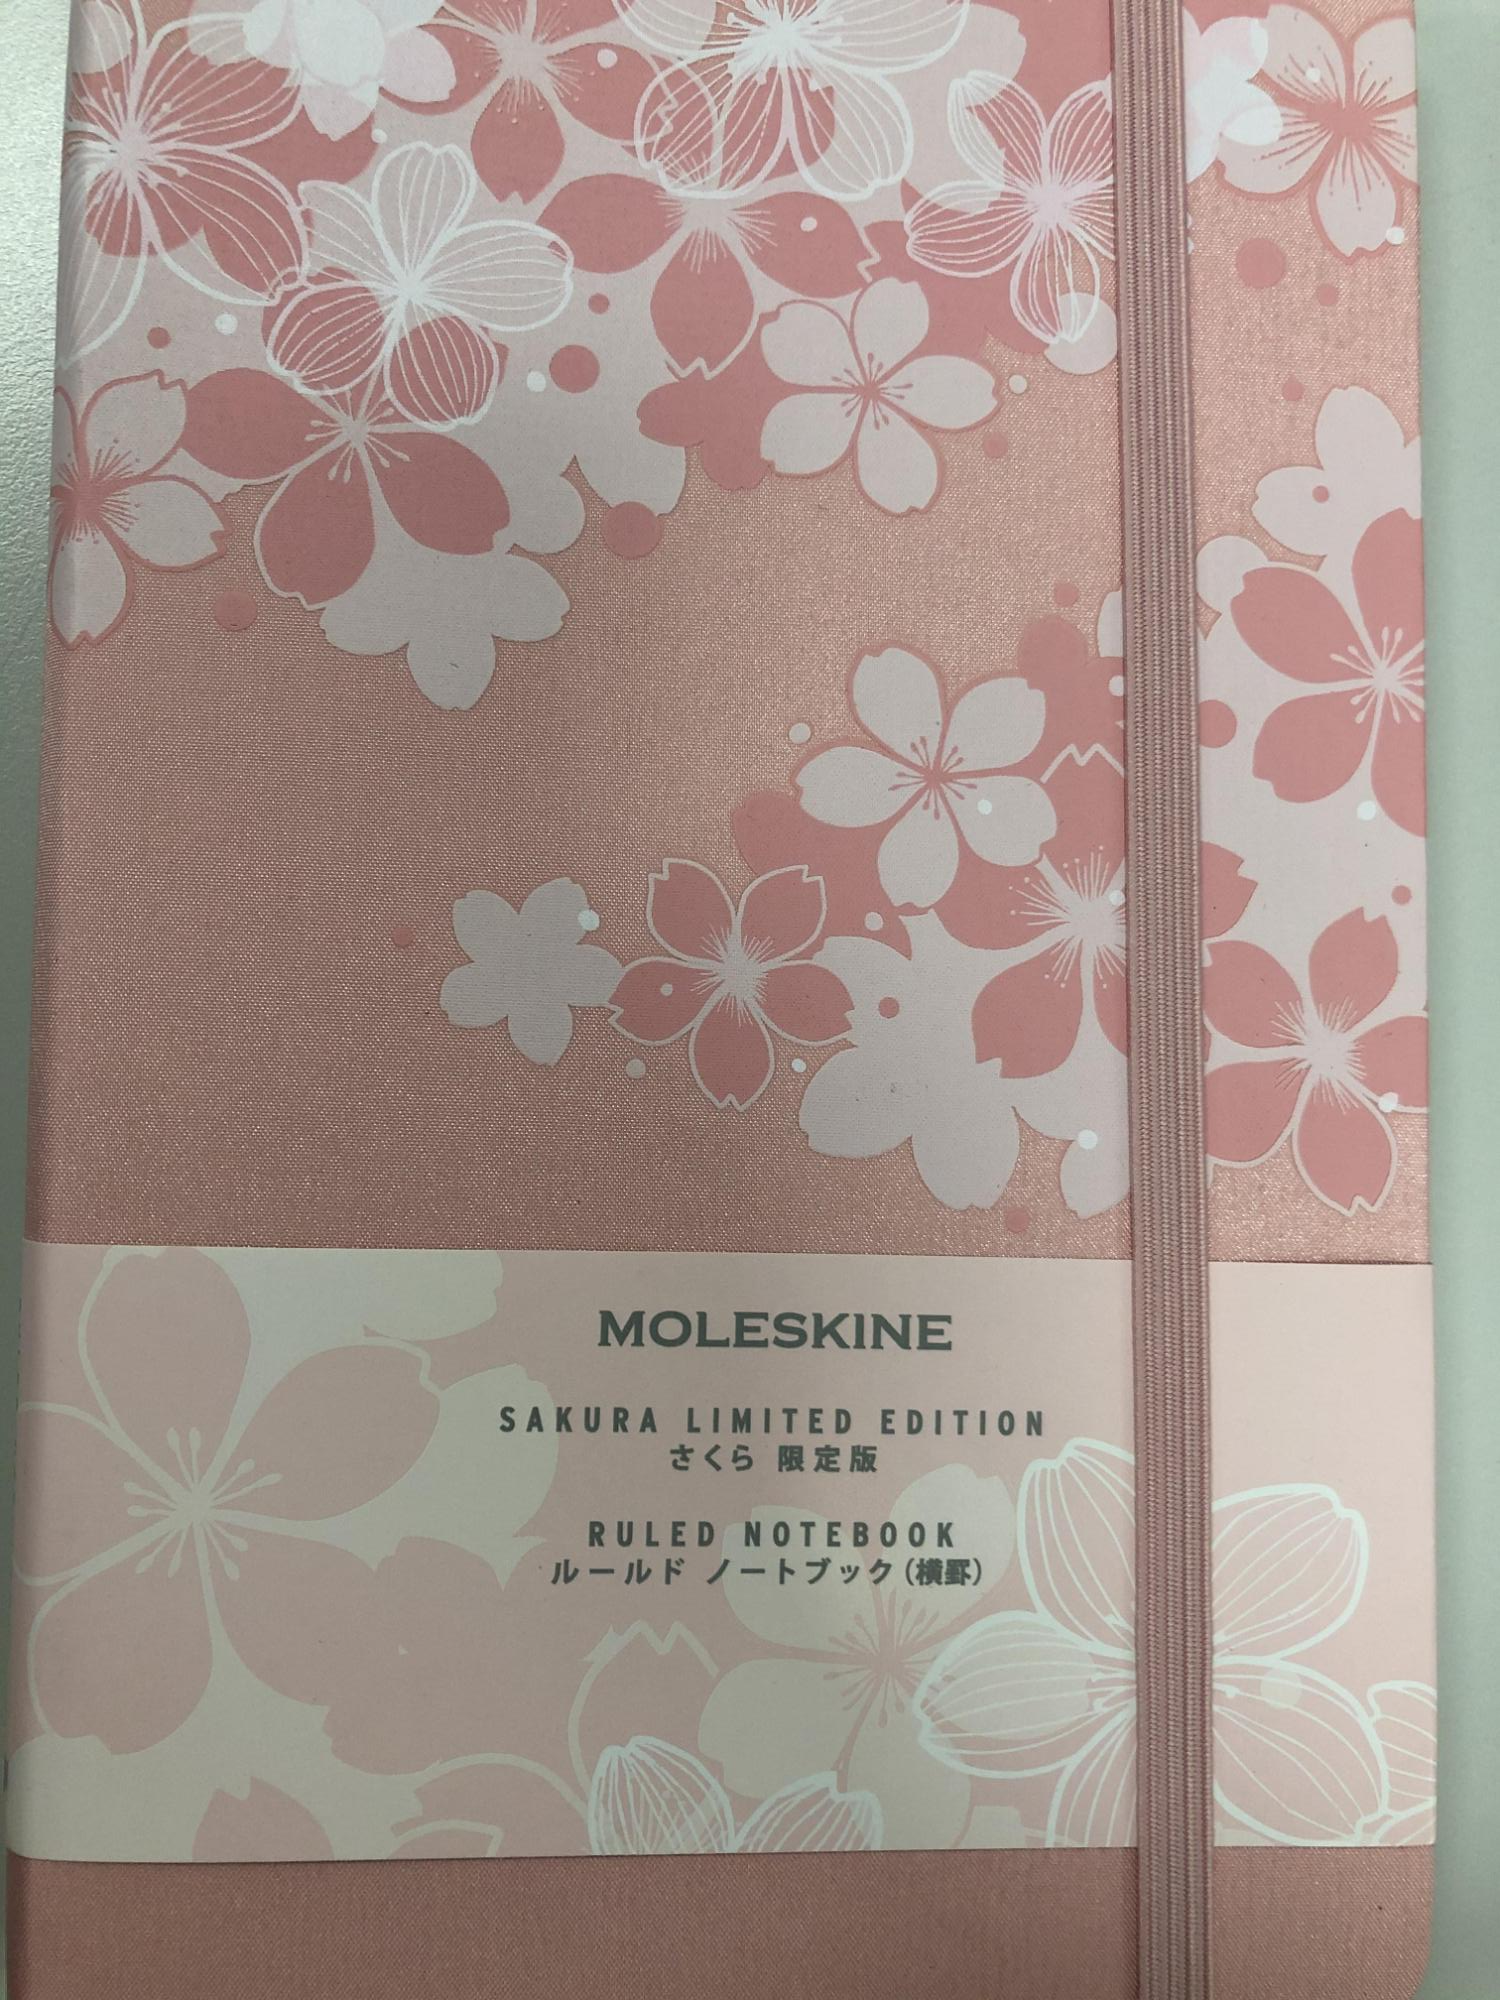 MOLESKINE
SAKURA LIMITED EDITION
さくら 限定版
RULED NOTEBOOK
ルールド ノートブック（横罫）